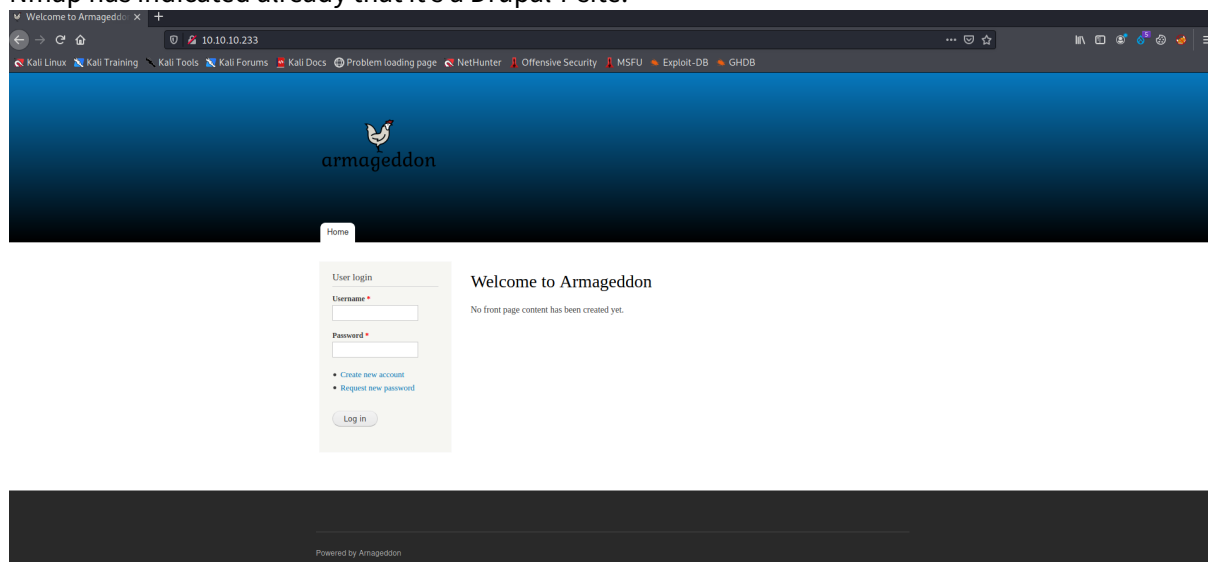 Nmap has indicated already that it's a Drupal 7 site.
Welcome to Armageddon
10.10.10.233
Kali Linux Kali Training Kali Tools Kali Forums Kali Docs Problem loading page NetHunter Offensive Security MSFU Exploit-DB GHDB
armageddon
Home
User login
Username *
Password *
Create new account
Request new password
Log in
Welcome to Armageddon
No front page content has been created yet.
Powered by Arnageddon